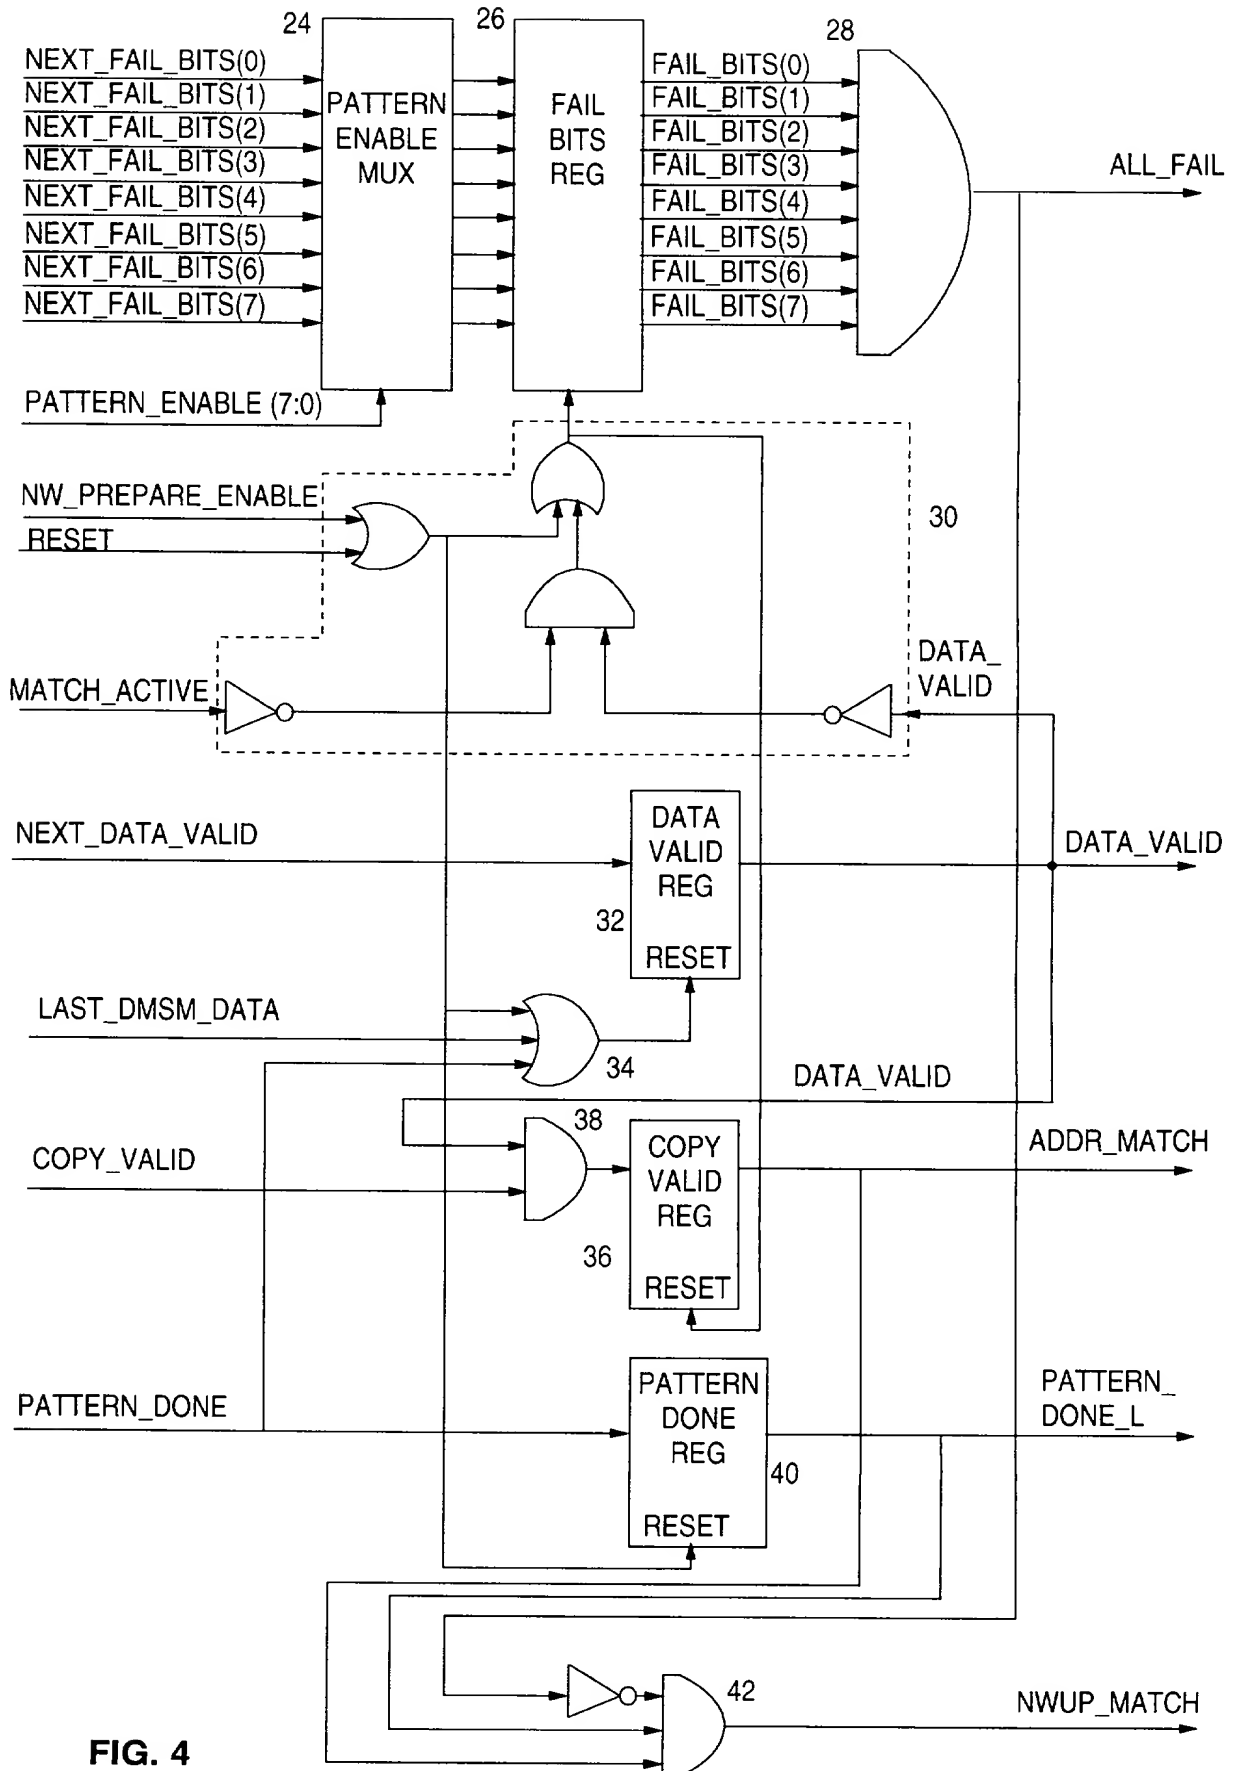 24
26
28
NEXT_FAIL_BITS(0)
NEXT_FAIL_BITS(1)
NEXT_FAIL_BITS(2)
NEXT_FAIL_BITS(3)
NEXT_FAIL_BITS(4)
NEXT_FAIL_BITS(5)
NEXT_FAIL_BITS(6)
NEXT_FAIL_BITS(7)
PATTERN
ENABLE
MUX
FAIL
BITS
REG
FAIL_BITS(0)
FAIL_BITS(1)
FAIL_BITS(2)
FAIL_BITS(3)
FAIL_BITS(4)
FAIL_BITS(5)
FAIL_BITS(6)
FAIL_BITS(7)
ALL_FAIL
PATTERN_ENABLE (7:0)
NW_PREPARE_ENABLE
RESET
30
MATCH_ACTIVE
DATA_
VALID
NEXT_DATA_VALID
DATA
VALID
REG
32
RESET
DATA_VALID
LAST_DMSM_DATA
34
DATA_VALID
38
COPY_VALID
COPY
VALID
REG
36
RESET
ADDR_MATCH
PATTERN_DONE
PATTERN
DONE
REG
40
RESET
PATTERN_
DONE_L
42
NWUP_MATCH
FIG. 4